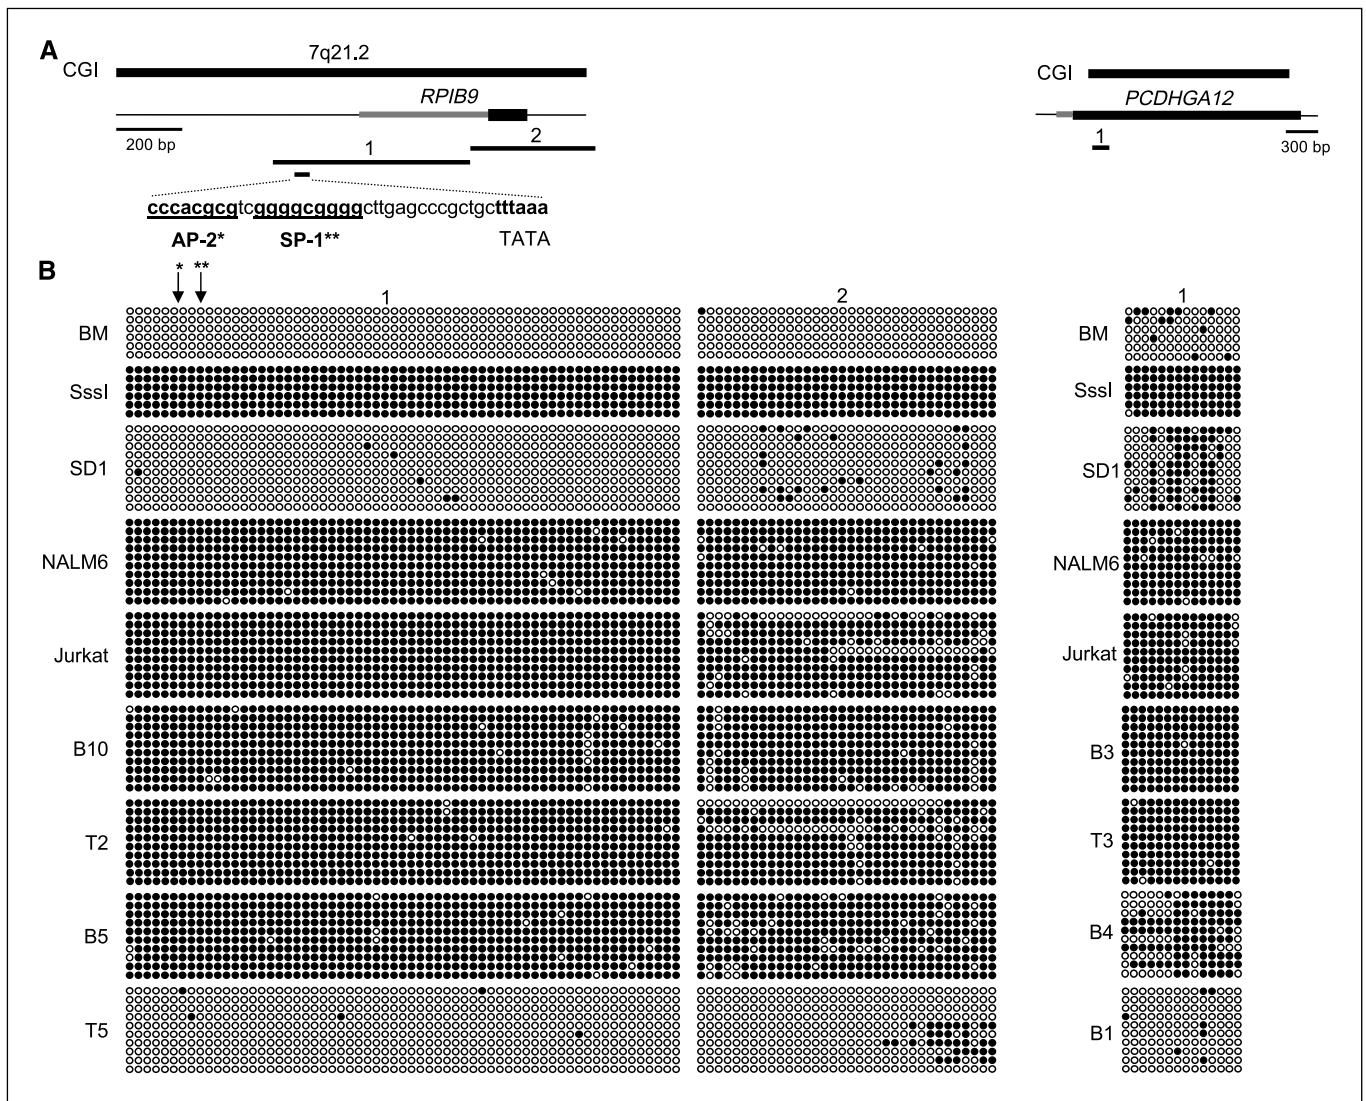 A
7q21.2
CGI
RPIB9
200 bp
1
2
cccacgcgtcggggcggggcttgagcccgctgctttaaa
AP-2* SP-1** TATA
CGI
PCDHGA12
1
300 bp
B
* **
1 2 1
BM BM
SssI SssI
SD1 SD1
NALM6 NALM6
Jurkat Jurkat
B10 B3
T2 T3
B5 B4
T5 B1